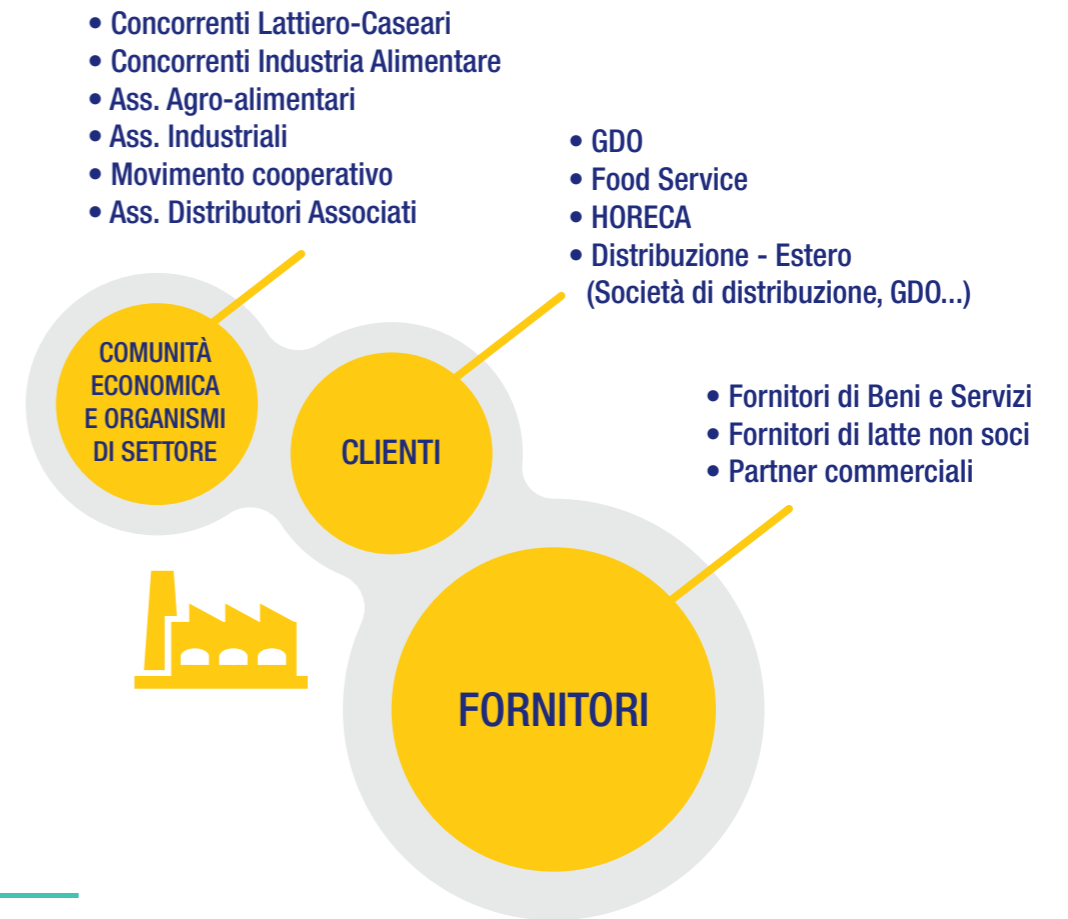 • Concorrenti Lattiero-Caseari
• Concorrenti Industria Alimentare
• Ass. Agro-alimentari
• Ass. Industriali
• Movimento cooperativo
• Ass. Distributori Associati
• GDO
• Food Service
• HORECA
• Distribuzione - Estero
(Società di distribuzione, GDO...)
COMUNITÀ
ECONOMICA
E ORGANISMI
DI SETTORE
CLIENTI
• Fornitori di Beni e Servizi
• Fornitori di latte non soci
• Partner commerciali
FORNITORI